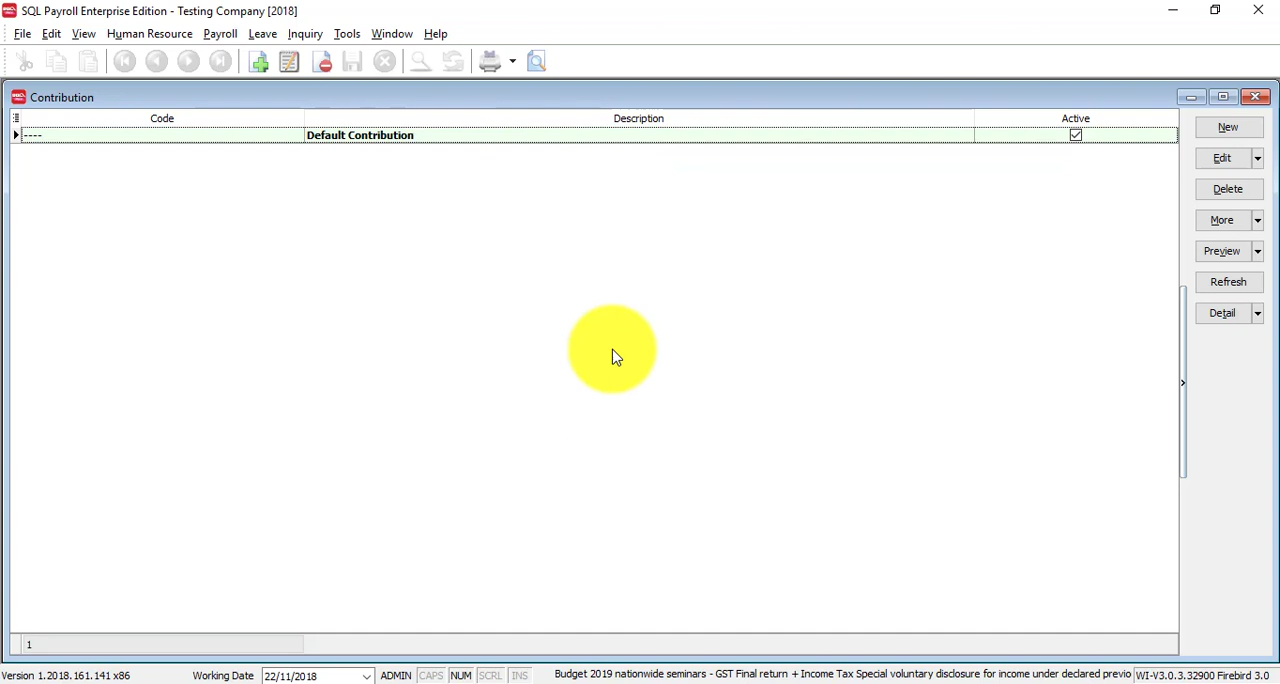 SQL Payroll Enterprise Edition - Testing Company [2018]
File Edit View Human Resource Payroll Leave Inquiry Tools Window Help
Contribution
Code Description Active
---- Default Contribution
New
Edit
Delete
More
Preview
Refresh
Detail
1
Version 1.2018.161.141 x86 Working Date 22/11/2018 ADMIN CAPS NUM SCRL INS Budget 2019 nationwide seminars - GST Final return + Income Tax Special voluntary disclosure for income under declared previo WI-V3.0.3.32900 Firebird 3.0